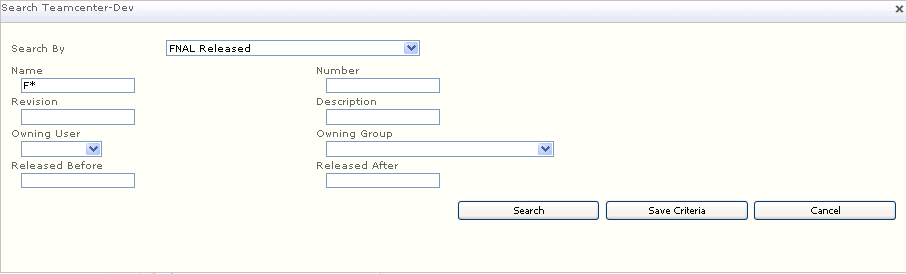 Search Teamcenter-Dev
Search By FNAL Released
Name Number
F*
Revision Description
Owning User Owning Group
Released Before Released After
Search Save Criteria Cancel